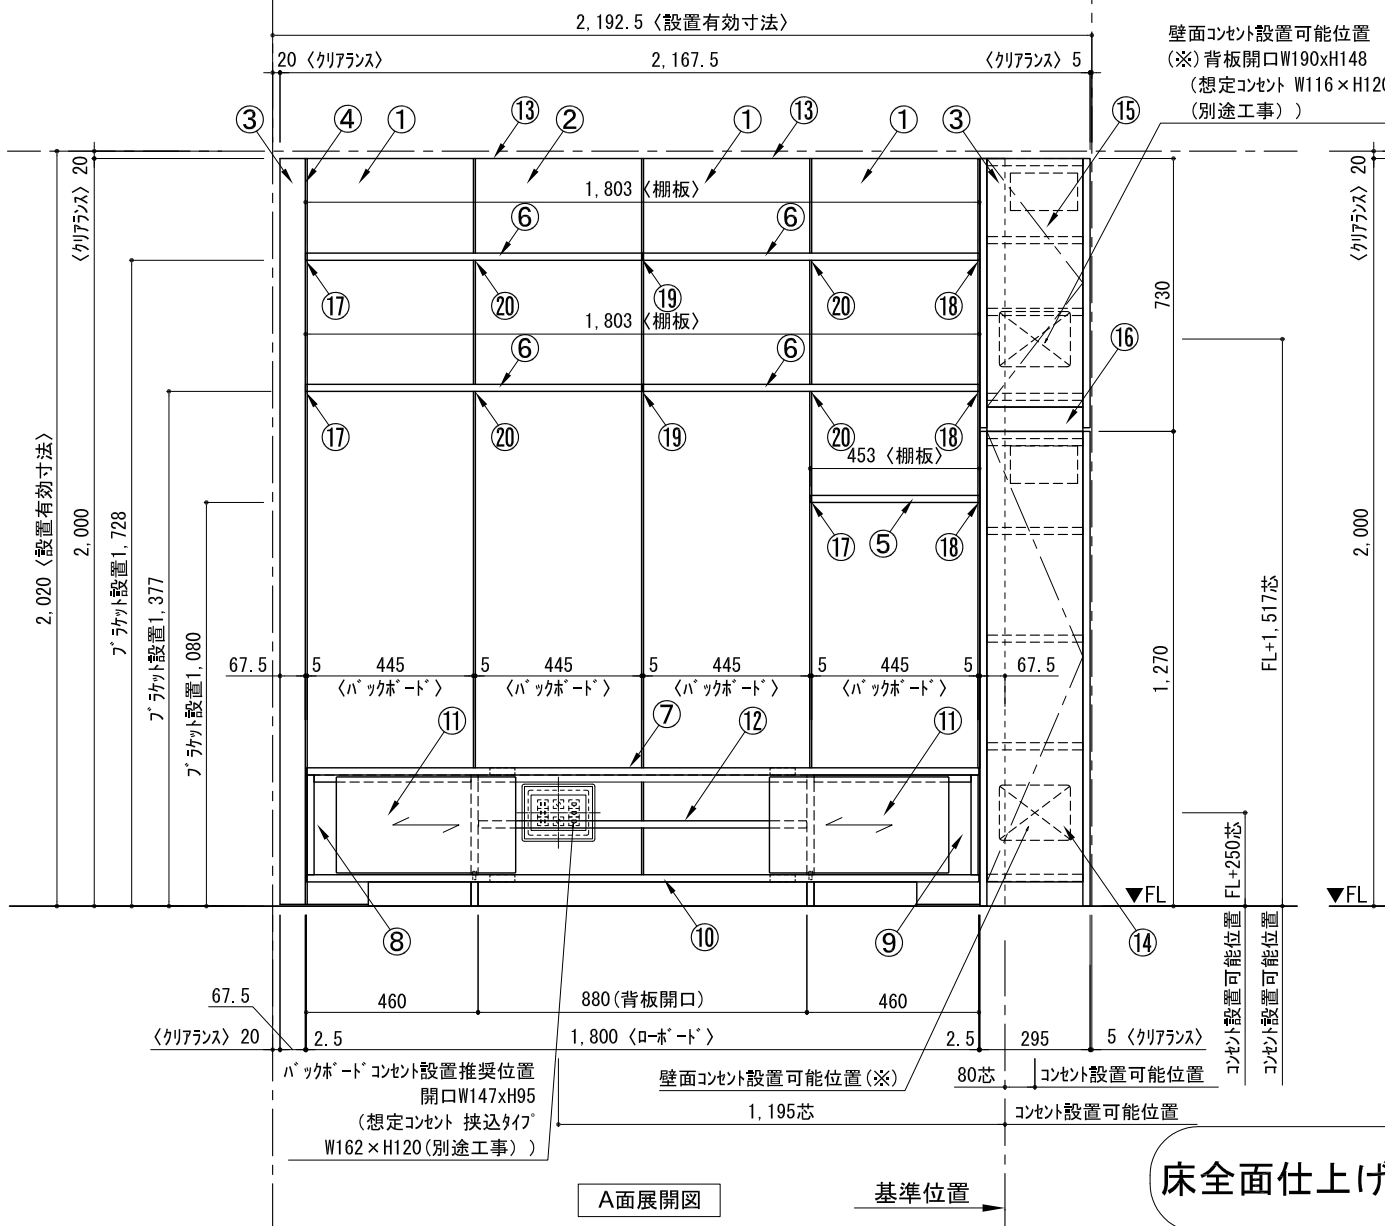 2,192.5〈設置有効寸法〉
20〈クリアランス〉
2,167.5
〈クリアランス〉5
壁面コンセント設置可能位置
(※)背板開口W190xH148
(想定コンセント W116×H120
(別途工事))
③
④
①
⑬
②
①
⑬
①
③
⑮
1,803〈棚板〉
⑥
⑥
⑰
⑳
⑲
⑳
⑱
1,803〈棚板〉
⑥
⑥
⑯
⑰
⑳
⑲
⑳
⑱
453〈棚板〉
⑰
⑤
⑱
〈クリアランス〉20
2,020〈設置有効寸法〉
2,000
ブラケット設置1,728
ブラケット設置1,377
ブラケット設置1,080
730
1,270
FL+1,517芯
FL+250芯
〈クリアランス〉20
2,000
67.5
5
445
5
445
5
445
5
445
5
67.5
〈バックボード〉
〈バックボード〉
〈バックボード〉
〈バックボード〉
⑪
⑦
⑫
⑪
▼FL
▼FL
⑧
⑩
⑨
⑭
コンセント設置可能位置
コンセント設置可能位置
67.5
460
880(背板開口)
460
〈クリアランス〉20
2.5
1,800〈ローボード〉
2.5
295
5〈クリアランス〉
バックボードコンセント設置推奨位置
開口W147xH95
(想定コンセント 挟込タイプ
W162×H120(別途工事))
壁面コンセント設置可能位置(※)
80芯
コンセント設置可能位置
1,195芯
コンセント設置可能位置
A面展開図
基準位置
床全面仕上げ